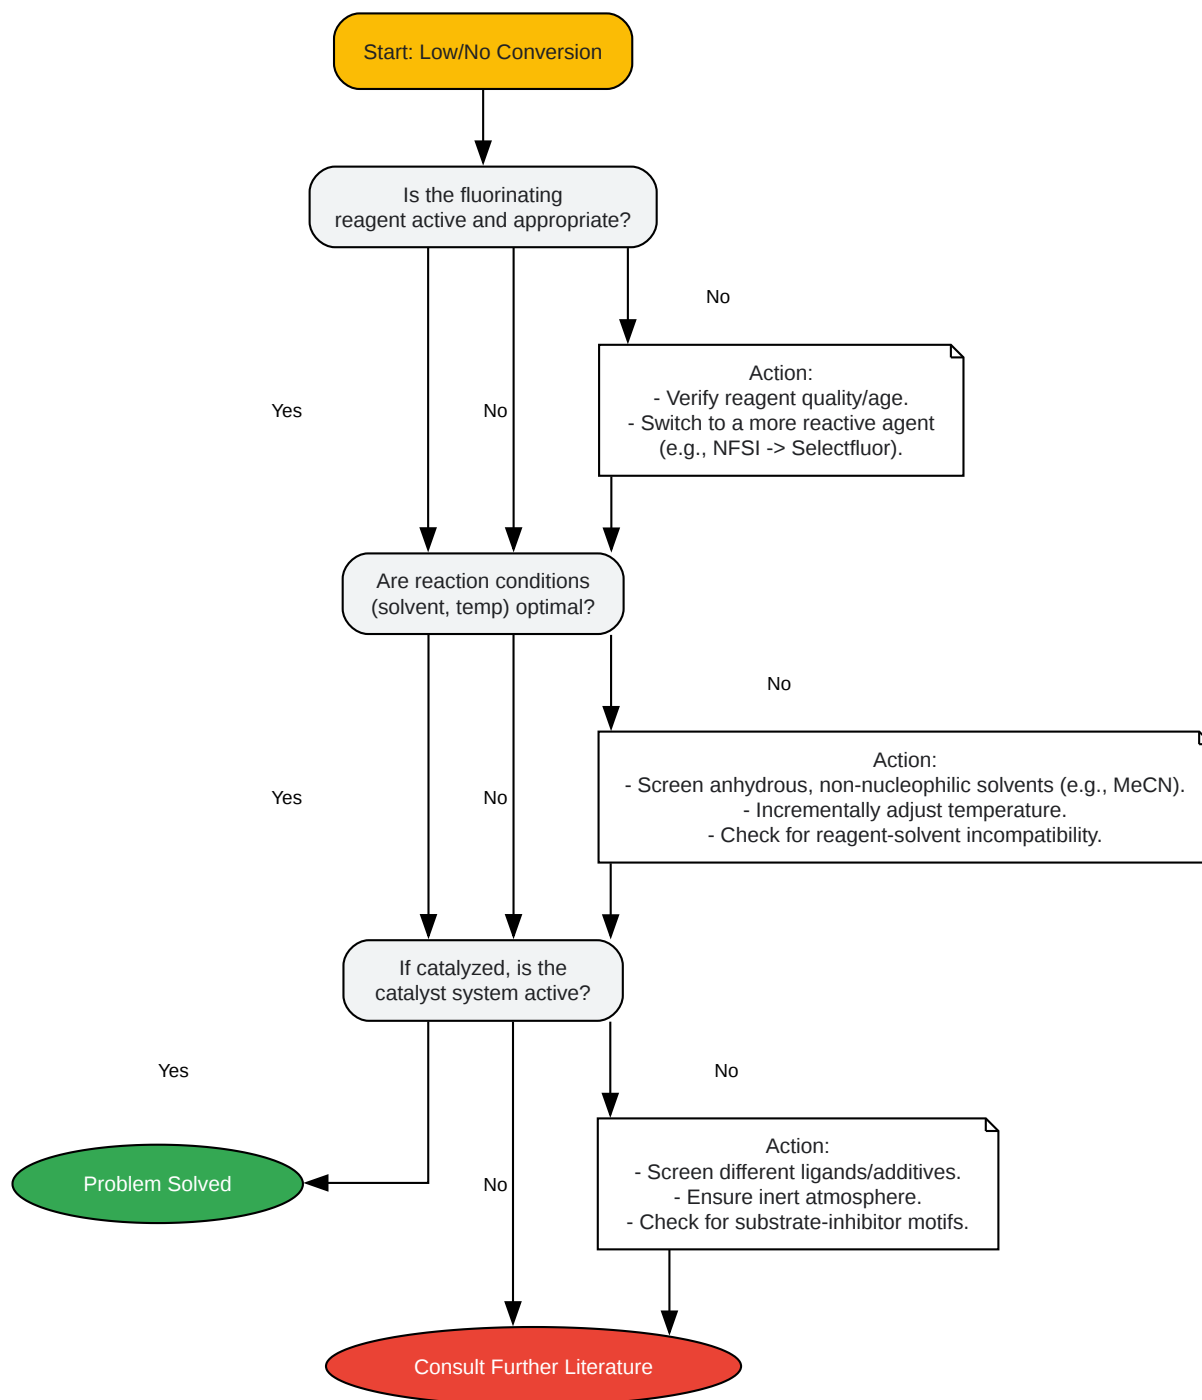 Start: Low/No Conversion
Is the fluorinating
reagent active and appropriate?
No
Action:
- Verify reagent quality/age.
- Switch to a more reactive agent
(e.g., NFSI -> Selectfluor).
Yes
No
Are reaction conditions
(solvent, temp) optimal?
No
Action:
- Screen anhydrous, non-nucleophilic solvents (e.g., MeCN).
- Incrementally adjust temperature.
- Check for reagent-solvent incompatibility.
Yes
No
If catalyzed, is the
catalyst system active?
Yes
No
Action:
- Screen different ligands/additives.
- Ensure inert atmosphere.
- Check for substrate-inhibitor motifs.
Problem Solved
No
Consult Further Literature